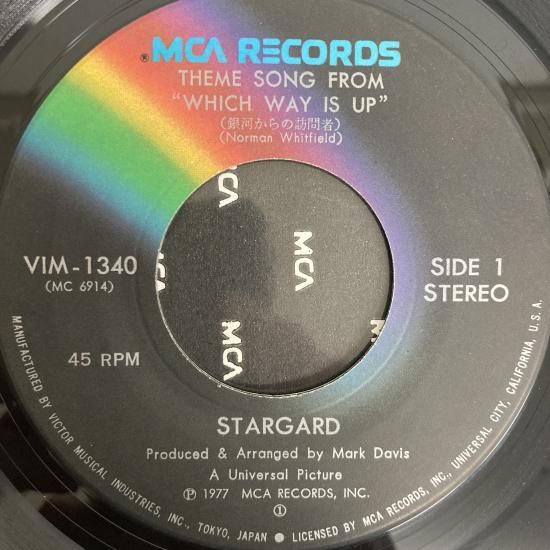 ®MCA RECORDS
THEME SONG FROM
"WHICH WAY IS UP"
(銀河からの訪問者)
(Norman Whitfield)
VIM-1340
(MC 6914)
SIDE 1
STEREO
45 RPM
MCA
MCA
MCA
STARGARD
Produced & Arranged by Mark Davis
A Universal Picture
Ⓟ 1977 MCA RECORDS, INC.
①
MANUFACTURED BY VICTOR MUSICAL INDUSTRIES, INC., TOKYO, JAPAN ● LICENSED BY MCA RECORDS, INC., UNIVERSAL CITY, CALIFORNIA, U.S.A.